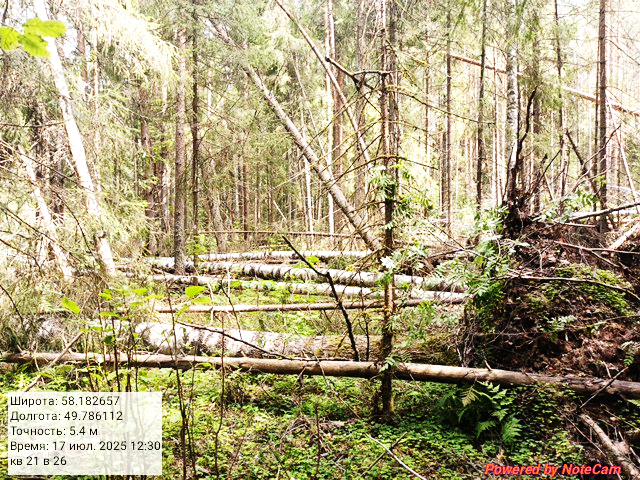 Широта: 58.182657
Долгота: 49.786112
Точность: 5.4 м
Время: 17 июл. 2025 12:30
кв 21 в 26
Powered by NoteCam